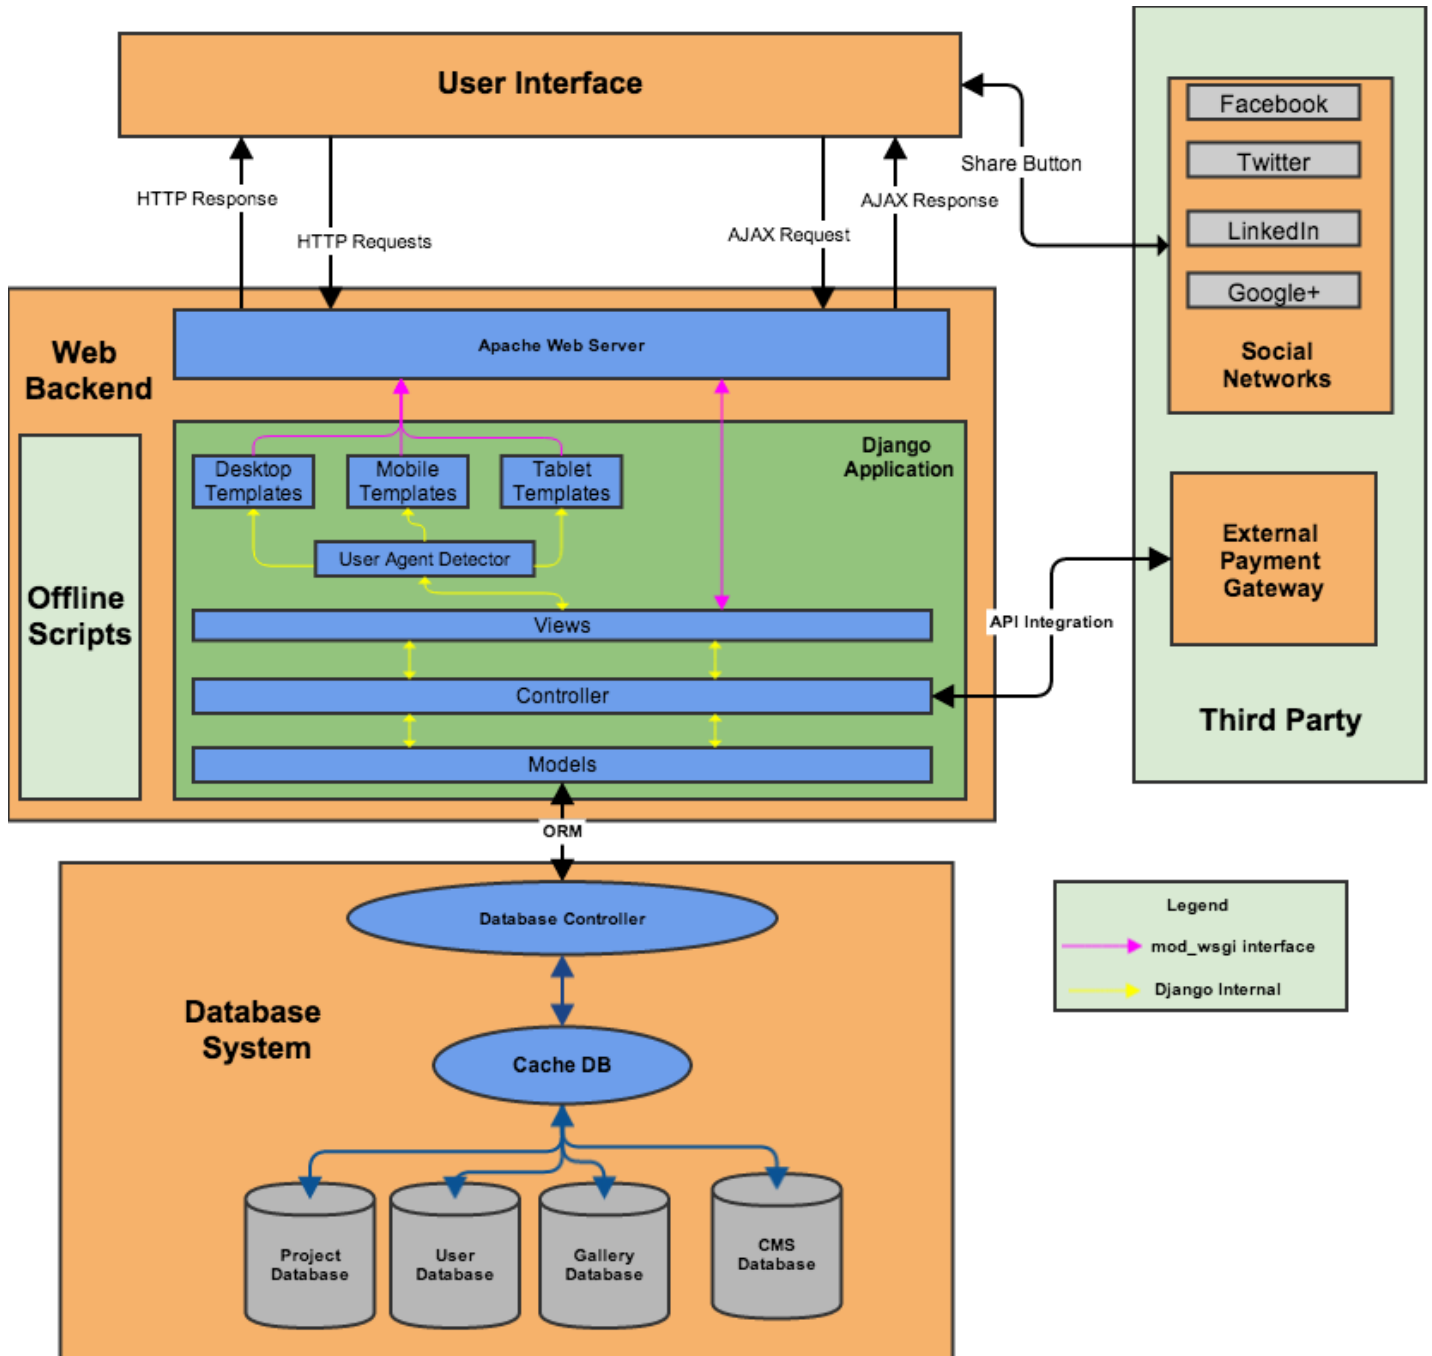 User Interface
Facebook
Twitter
LinkedIn
Google+
Social
Networks
Share Button
HTTP Response
HTTP Requests
AJAX Request
AJAX Response
Web
Backend
Apache Web Server
Django
Application
Desktop
Templates
Mobile
Templates
Tablet
Templates
User Agent Detector
Offline
Scripts
Views
Controller
Models
External
Payment
Gateway
API Integration
Third Party
ORM
Database Controller
Database
System
Cache DB
Project
Database
User
Database
Gallery
Database
CMS
Database
Legend
mod_wsgi interface
Django Internal